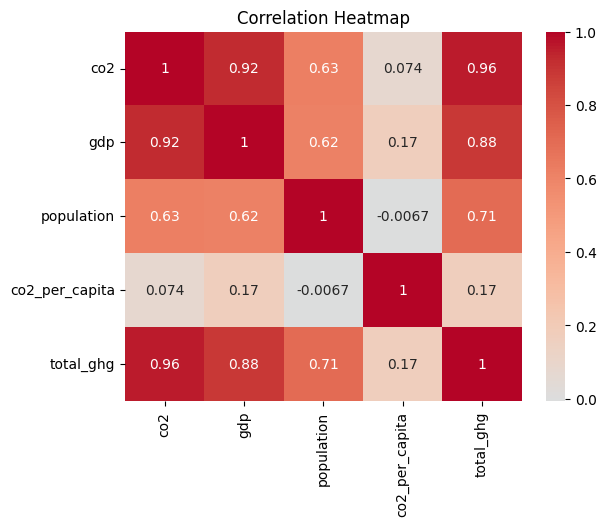 Correlation Heatmap
co2 1 0.92 0.63 0.074 0.96
gdp 0.92 1 0.62 0.17 0.88
population 0.63 0.62 1 -0.0067 0.71
co2_per_capita 0.074 0.17 -0.0067 1 0.17
total_ghg 0.96 0.88 0.71 0.17 1
co2 gdp population co2_per_capita total_ghg
1.0
0.8
0.6
0.4
0.2
0.0